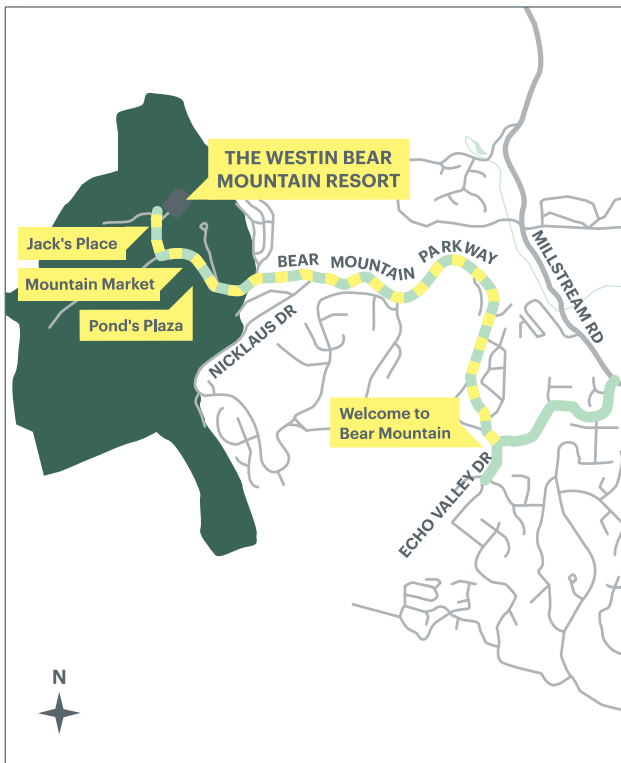 THE WESTIN BEAR
MOUNTAIN RESORT
Jack's Place
Mountain Market
Pond's Plaza
BEAR MOUNTAIN PARKWAY
MILLSTREAM RD
NICKLAUS DR
Welcome to
Bear Mountain
ECHO VALLEY DR
N